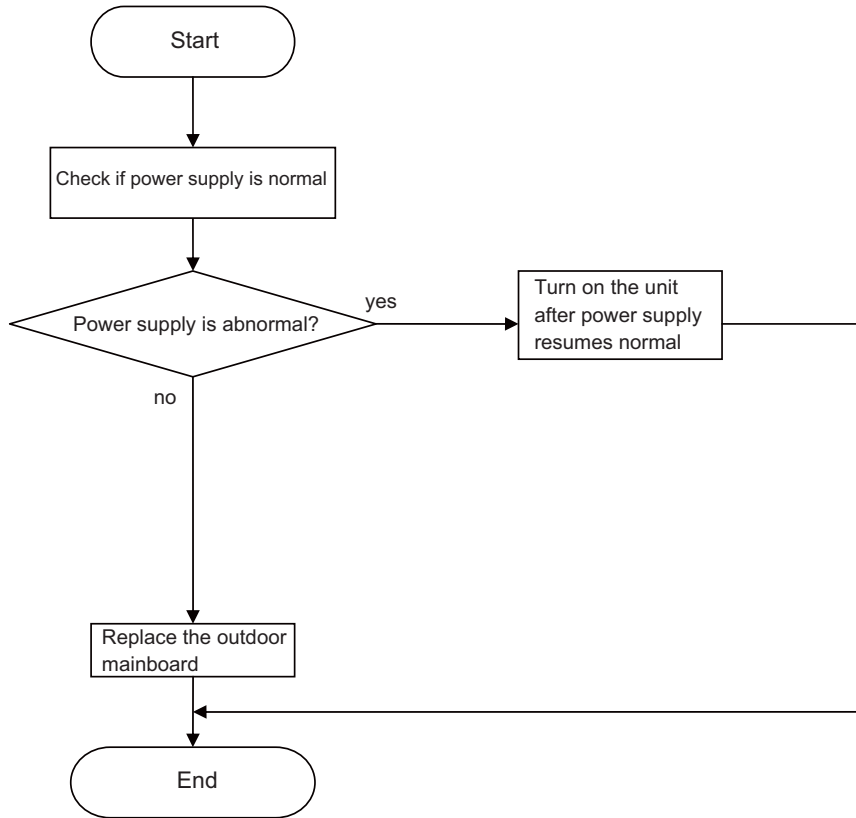 Start
Check if power supply is normal
Power supply is abnormal?
yes
Turn on the unit
after power supply
resumes normal
no
Replace the outdoor
mainboard
End